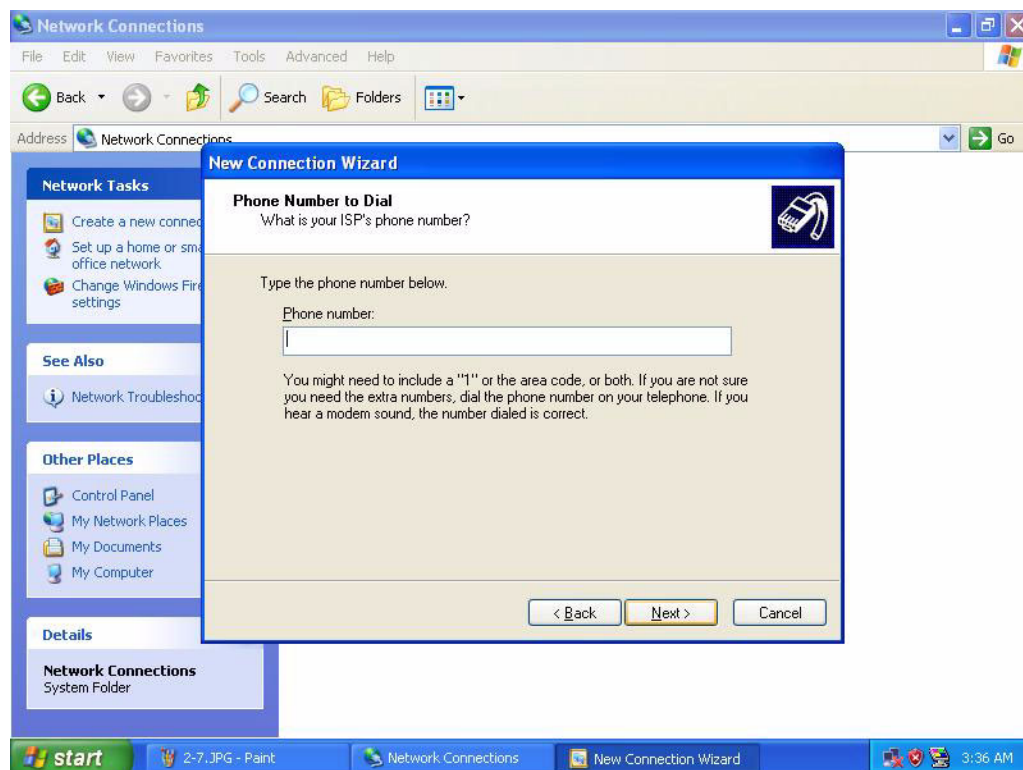 Network Connections
File Edit View Favorites Tools Advanced Help
Back Search Folders
Address Network Connections Go
New Connection Wizard
Phone Number to Dial
What is your ISP's phone number?
Type the phone number below.
Phone number:
You might need to include a "1" or the area code, or both. If you are not sure
you need the extra numbers, dial the phone number on your telephone. If you
hear a modem sound, the number dialed is correct.
< Back Next > Cancel
Network Tasks
Create a new connec
Set up a home or sma
office network
Change Windows Fire
settings
See Also
Network Troubleshoo
Other Places
Control Panel
My Network Places
My Documents
My Computer
Details
Network Connections
System Folder
start 2-7.JPG - Paint Network Connections New Connection Wizard 3:36 AM